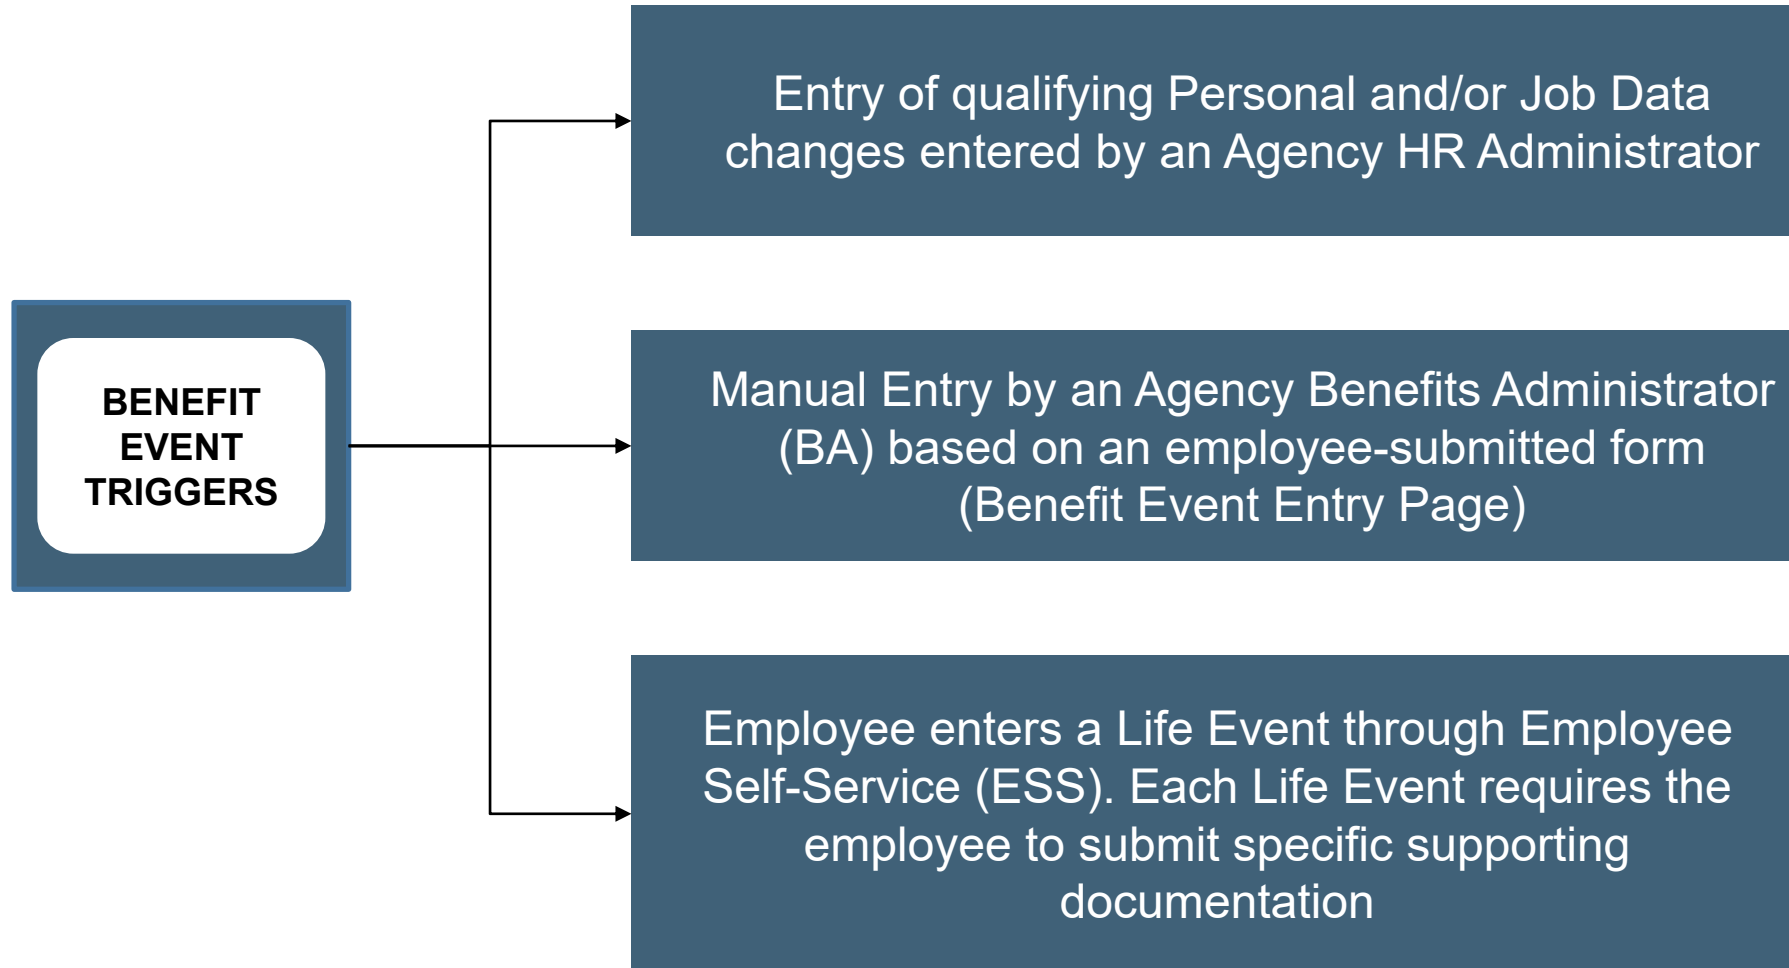 Entry of qualifying Personal and/or Job Data
changes entered by an Agency HR Administrator
BENEFIT
EVENT
TRIGGERS
Manual Entry by an Agency Benefits Administrator
(BA) based on an employee-submitted form
(Benefit Event Entry Page)
Employee enters a Life Event through Employee
Self-Service (ESS). Each Life Event requires the
employee to submit specific supporting
documentation